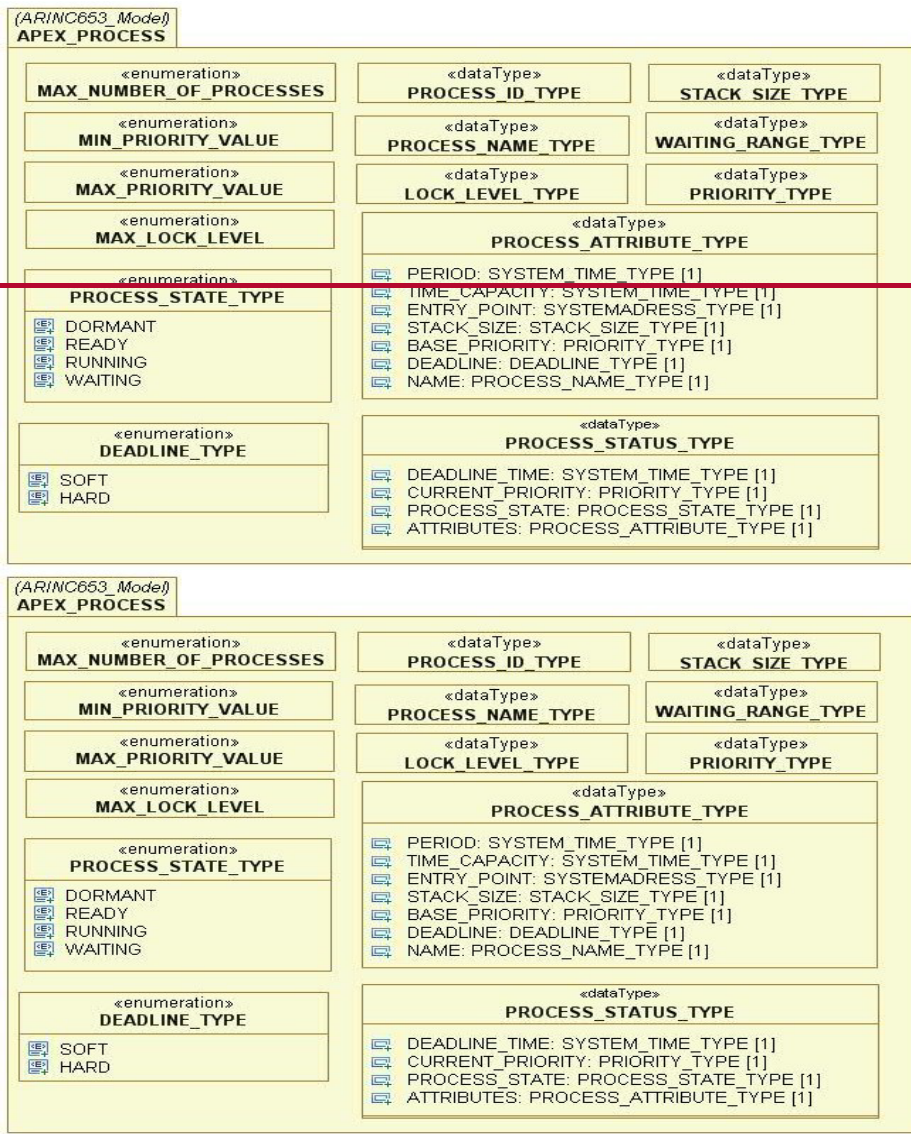 (ARINC653_Model)
APEX_PROCESS
«enumeration»
MAX_NUMBER_OF_PROCESSES
«dataType»
PROCESS_ID_TYPE
«dataType»
STACK_SIZE_TYPE
«enumeration»
MIN_PRIORITY_VALUE
«dataType»
PROCESS_NAME_TYPE
«dataType»
WAITING_RANGE_TYPE
«enumeration»
MAX_PRIORITY_VALUE
«dataType»
LOCK_LEVEL_TYPE
«dataType»
PRIORITY_TYPE
«enumeration»
MAX_LOCK_LEVEL
«dataType»
PROCESS_ATTRIBUTE_TYPE
PERIOD: SYSTEM_TIME_TYPE [1]
TIME_CAPACITY: SYSTEM_TIME_TYPE [1]
ENTRY_POINT: SYSTEMADRESS_TYPE [1]
STACK_SIZE: STACK_SIZE_TYPE [1]
BASE_PRIORITY: PRIORITY_TYPE [1]
DEADLINE: DEADLINE_TYPE [1]
NAME: PROCESS_NAME_TYPE [1]
«enumeration»
PROCESS_STATE_TYPE
DORMANT
READY
RUNNING
WAITING
«enumeration»
DEADLINE_TYPE
SOFT
HARD
«dataType»
PROCESS_STATUS_TYPE
DEADLINE_TIME: SYSTEM_TIME_TYPE [1]
CURRENT_PRIORITY: PRIORITY_TYPE [1]
PROCESS_STATE: PROCESS_STATE_TYPE [1]
ATTRIBUTES: PROCESS_ATTRIBUTE_TYPE [1]
(ARINC653_Model)
APEX_PROCESS
«enumeration»
MAX_NUMBER_OF_PROCESSES
«dataType»
PROCESS_ID_TYPE
«dataType»
STACK_SIZE_TYPE
«enumeration»
MIN_PRIORITY_VALUE
«dataType»
PROCESS_NAME_TYPE
«dataType»
WAITING_RANGE_TYPE
«enumeration»
MAX_PRIORITY_VALUE
«dataType»
LOCK_LEVEL_TYPE
«dataType»
PRIORITY_TYPE
«enumeration»
MAX_LOCK_LEVEL
«dataType»
PROCESS_ATTRIBUTE_TYPE
PERIOD: SYSTEM_TIME_TYPE [1]
TIME_CAPACITY: SYSTEM_TIME_TYPE [1]
ENTRY_POINT: SYSTEMADRESS_TYPE [1]
STACK_SIZE: STACK_SIZE_TYPE [1]
BASE_PRIORITY: PRIORITY_TYPE [1]
DEADLINE: DEADLINE_TYPE [1]
NAME: PROCESS_NAME_TYPE [1]
«enumeration»
PROCESS_STATE_TYPE
DORMANT
READY
RUNNING
WAITING
«enumeration»
DEADLINE_TYPE
SOFT
HARD
«dataType»
PROCESS_STATUS_TYPE
DEADLINE_TIME: SYSTEM_TIME_TYPE [1]
CURRENT_PRIORITY: PRIORITY_TYPE [1]
PROCESS_STATE: PROCESS_STATE_TYPE [1]
ATTRIBUTES: PROCESS_ATTRIBUTE_TYPE [1]